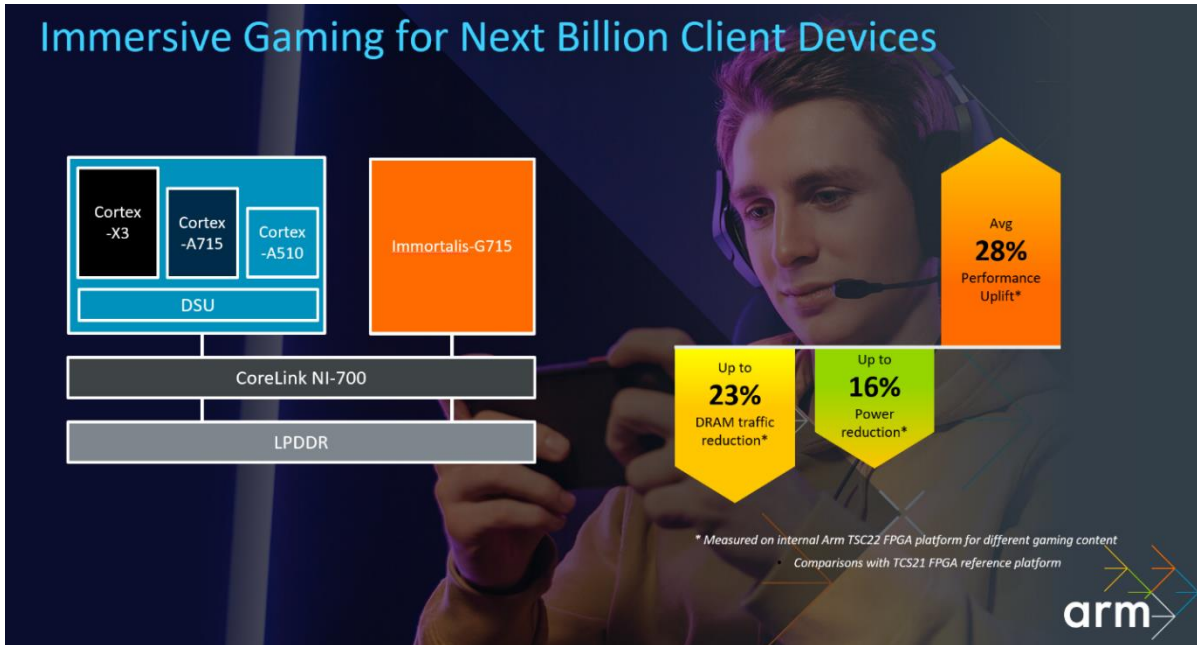 Immersive Gaming for Next Billion Client Devices
Cortex
-X3
Cortex
-A715
Cortex
-A510
DSU
Immortalis-G715
CoreLink NI-700
LPDDR
Avg
28%
Performance
Uplift*
Up to
23%
DRAM traffic
reduction*
Up to
16%
Power
reduction*
* Measured on internal Arm TSC22 FPGA platform for different gaming content
• Comparisons with TCS21 FPGA reference platform
arm